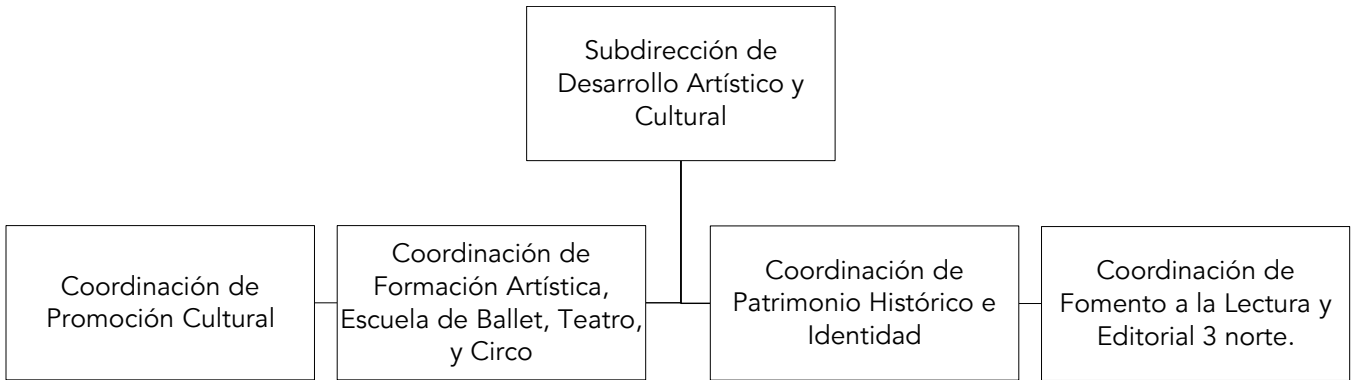 Subdirección de
Desarrollo Artístico y
Cultural
Coordinación de
Promoción Cultural
Coordinación de
Formación Artística,
Escuela de Ballet, Teatro,
y Circo
Coordinación de
Patrimonio Histórico e
Identidad
Coordinación de
Fomento a la Lectura y
Editorial 3 norte.